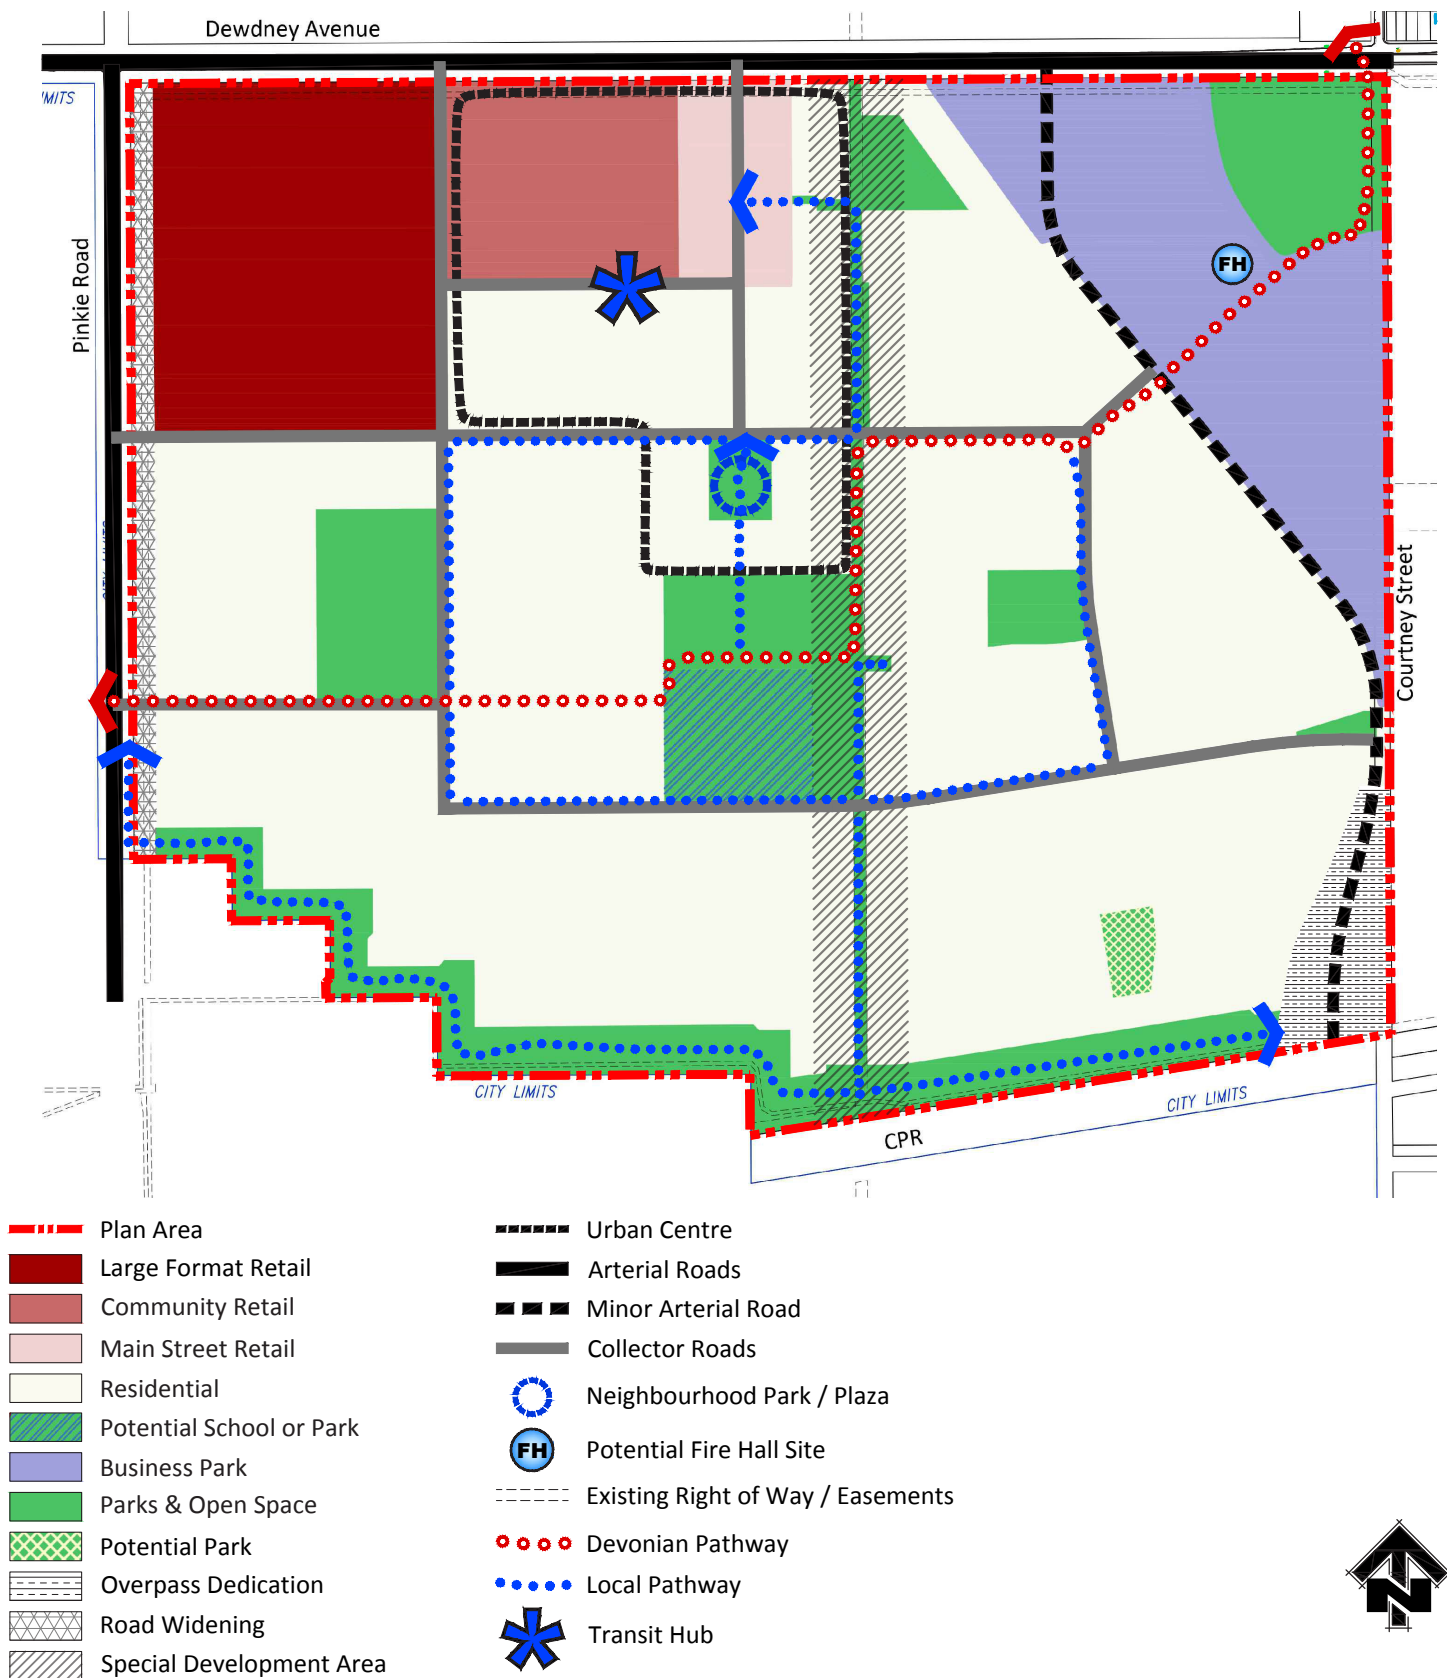 Dewdney Avenue
IMITS
Pinkie Road
FH
CITY LIMITS
Courtney Street
CITY LIMITS
CITY LIMITS
CPR
Plan Area
Large Format Retail
Community Retail
Main Street Retail
Residential
Potential School or Park
Business Park
Parks & Open Space
Potential Park
Overpass Dedication
Road Widening
Special Development Area
Urban Centre
Arterial Roads
Minor Arterial Road
Collector Roads
Neighbourhood Park / Plaza
FH
Potential Fire Hall Site
Existing Right of Way / Easements
Devonian Pathway
Local Pathway
Transit Hub
N